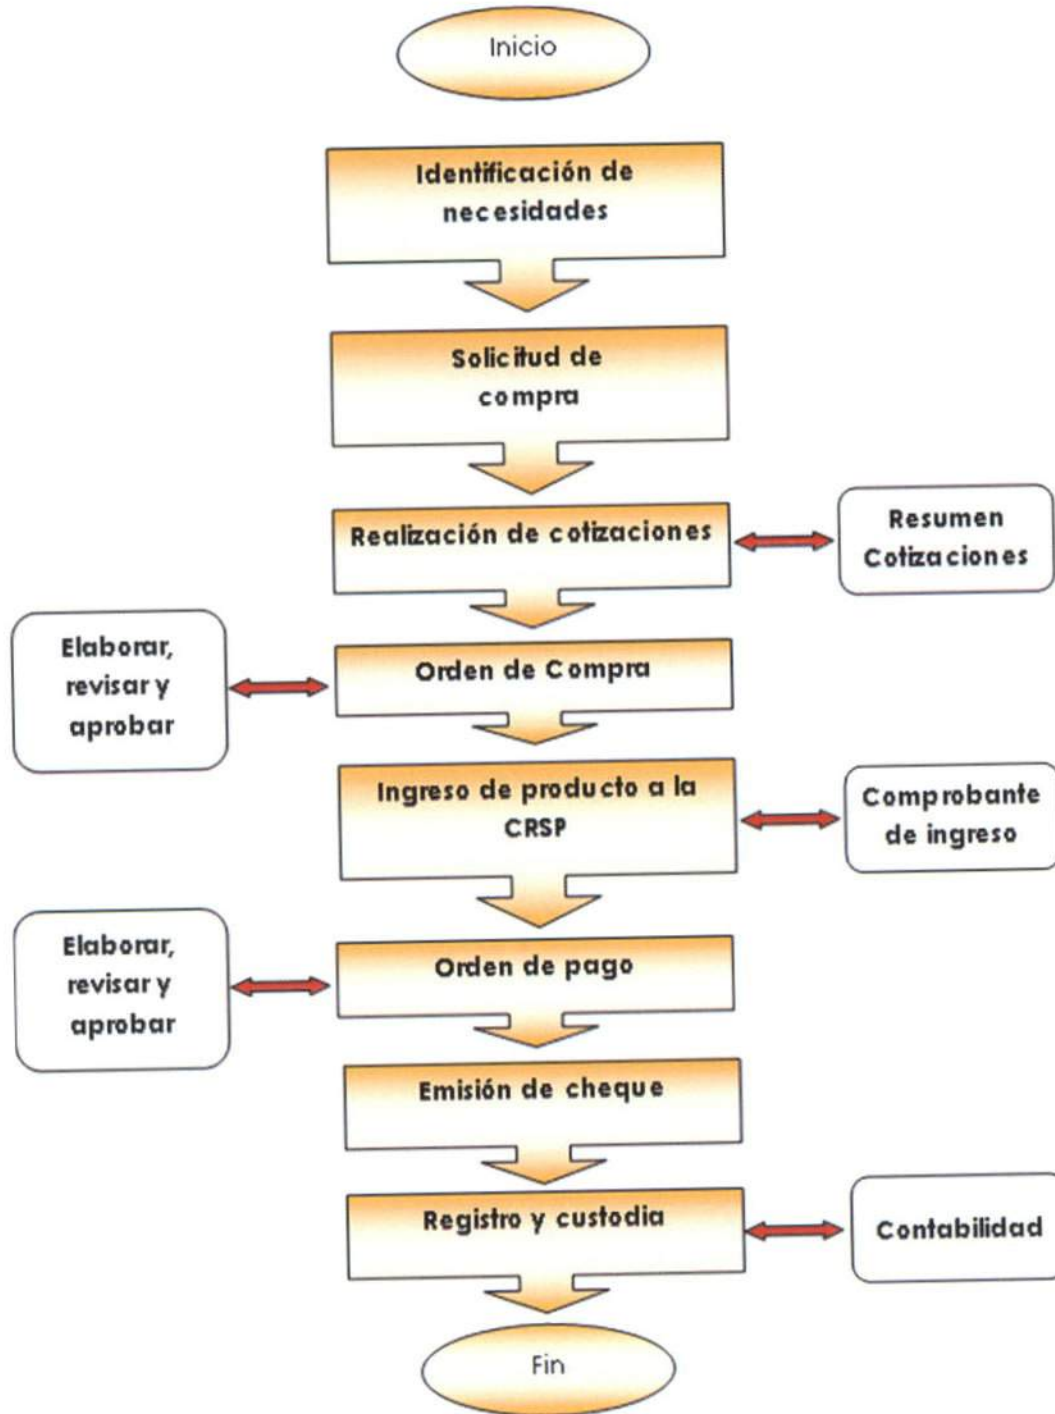 Inicio
Identificación de
necesidades
Solicitud de
compra
Realización de cotizaciones
Resumen
Cotizaciones
Elaborar,
revisar y
aprobar
Orden de Compra
Ingreso de producto a la
CRSP
Comprobante
de ingreso
Elaborar,
revisar y
aprobar
Orden de pago
Emisión de cheque
Registro y custodia
Contabilidad
Fin